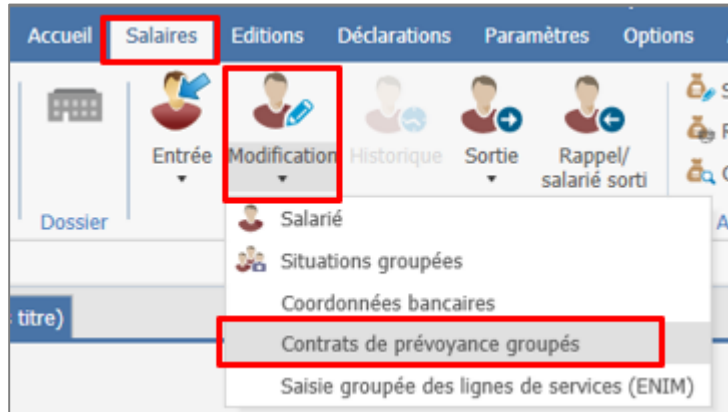 Accueil Salaires Editions Déclarations Paramètres Options
Entrée Modification Historique Sortie Rappel/
salarié sorti
Dossier
Salarié
Situations groupées
Coordonnées bancaires
titre)
Contrats de prévoyance groupés
Saisie groupée des lignes de services (ENIM)